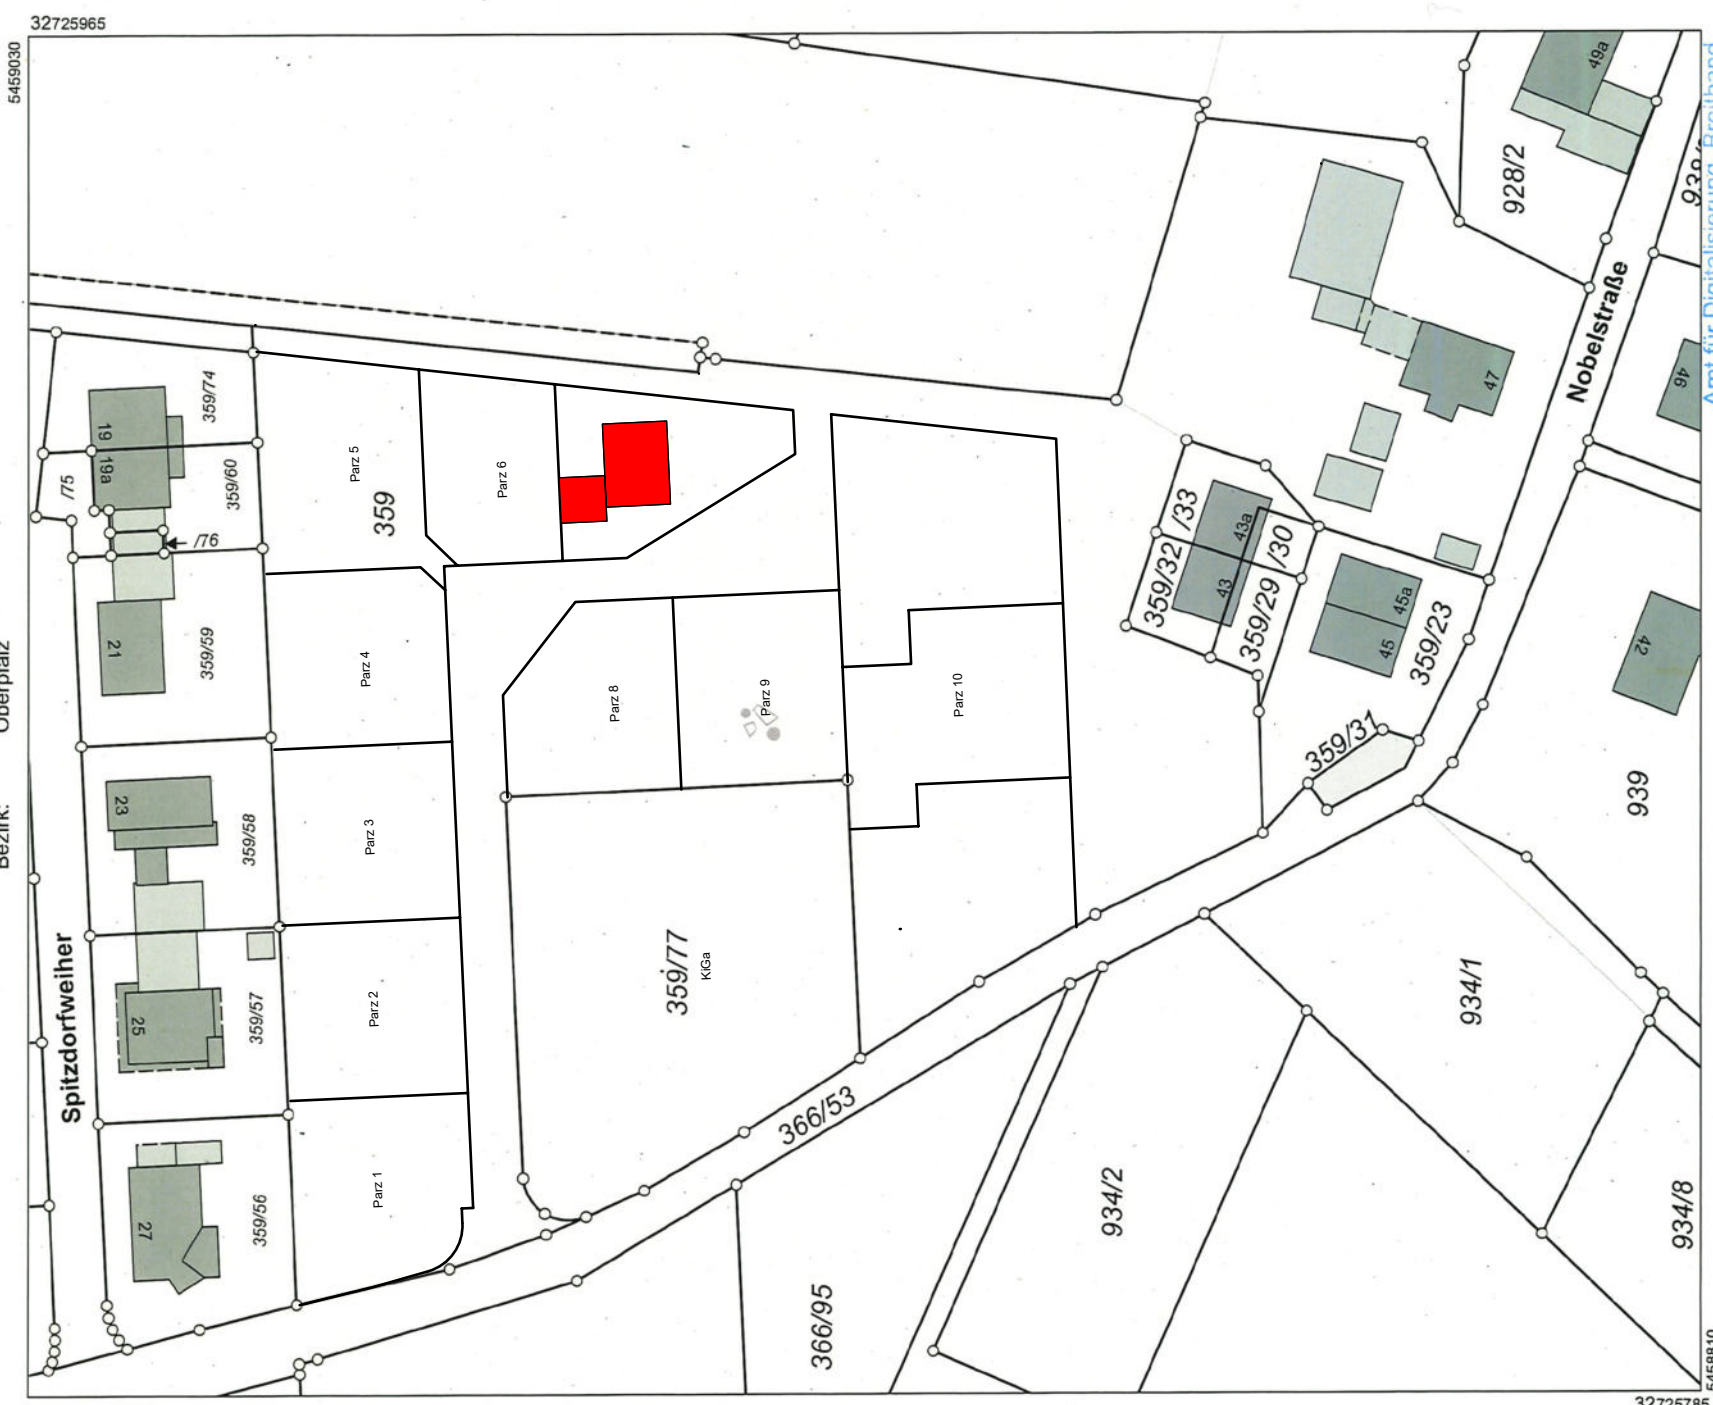 32725965
5459030
49a
928/2
Nobelstraße
47
46
359/74
19
19a
/75
359/60
/76
Parz 5
359
Parz 6
/33
43a
/30
359/32
43
359/29
45a
45
359/23
42
21
359/59
Parz 4
Parz 8
Parz 9
Parz 10
359/31
939
23
359/58
Parz 3
Spitzdorfweiher
25
359/57
Parz 2
359/77
KiGa
934/1
366/53
27
359/56
Parz 1
934/2
934/8
366/95
Bezirk:
Oberpfalz
Amt für Digitalisierung, Breitband
5458810
32725785